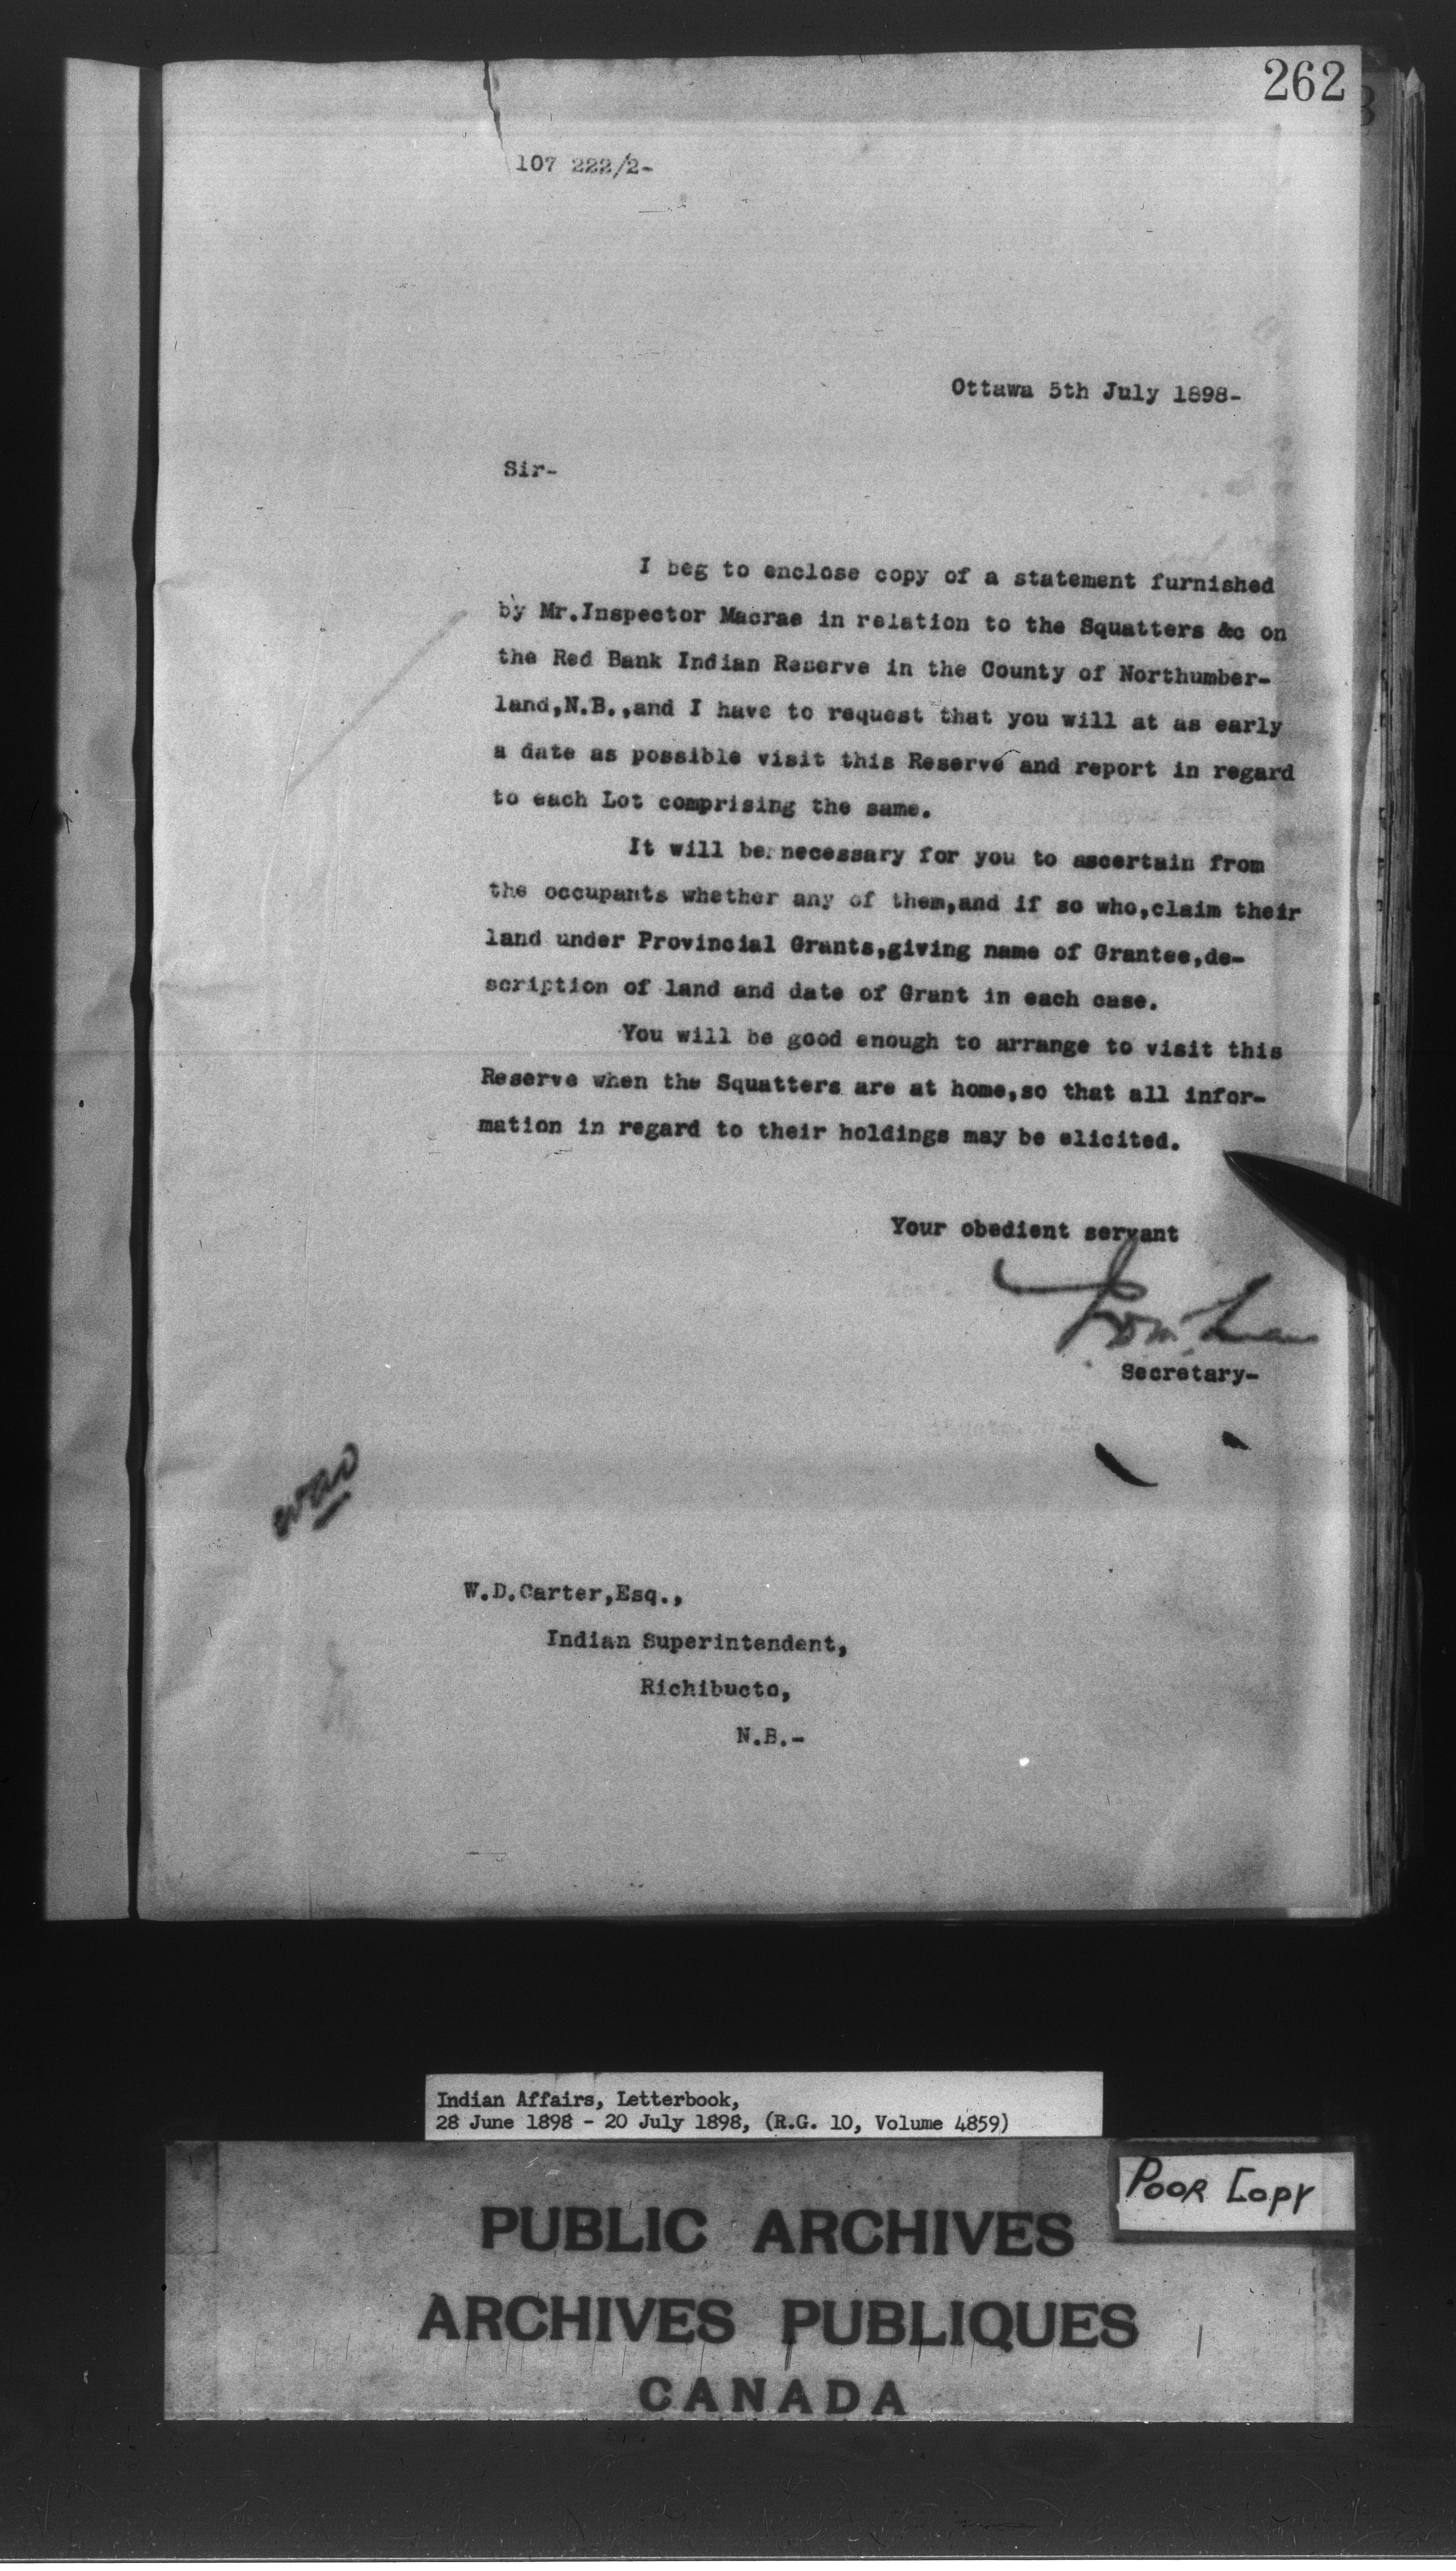 262
107 222/2-
Ottawa 5th July 1898-
Sir-
I beg to enclose copy of a statement furnished
by Mr.Inspector Macrae in relation to the Squatters &c on
the Red Bank Indian Reserve in the County of Northumber-
land,N.B.,and I have to request that you will at as early
a date as possible visit this Reserve and report in regard
to each Lot comprising the same.
It will be necessary for you to ascertain from
the occupants whether any of them,and if so who,claim their
land under Provincial Grants,giving name of Grantee,de-
scription of land and date of Grant in each case.
You will be good enough to arrange to visit this
Reserve when the Squatters are at home,so that all infor-
mation in regard to their holdings may be elicited.
Your obedient servant
Secretary-
W.D.Carter,Esq.,
Indian Superintendent,
Richibucto,
N.B.-
Indian Affairs, Letterbook,
28 June 1898 - 20 July 1898, (R.G. 10, Volume 4859)
POOR COPY
PUBLIC ARCHIVES
ARCHIVES PUBLIQUES
CANADA